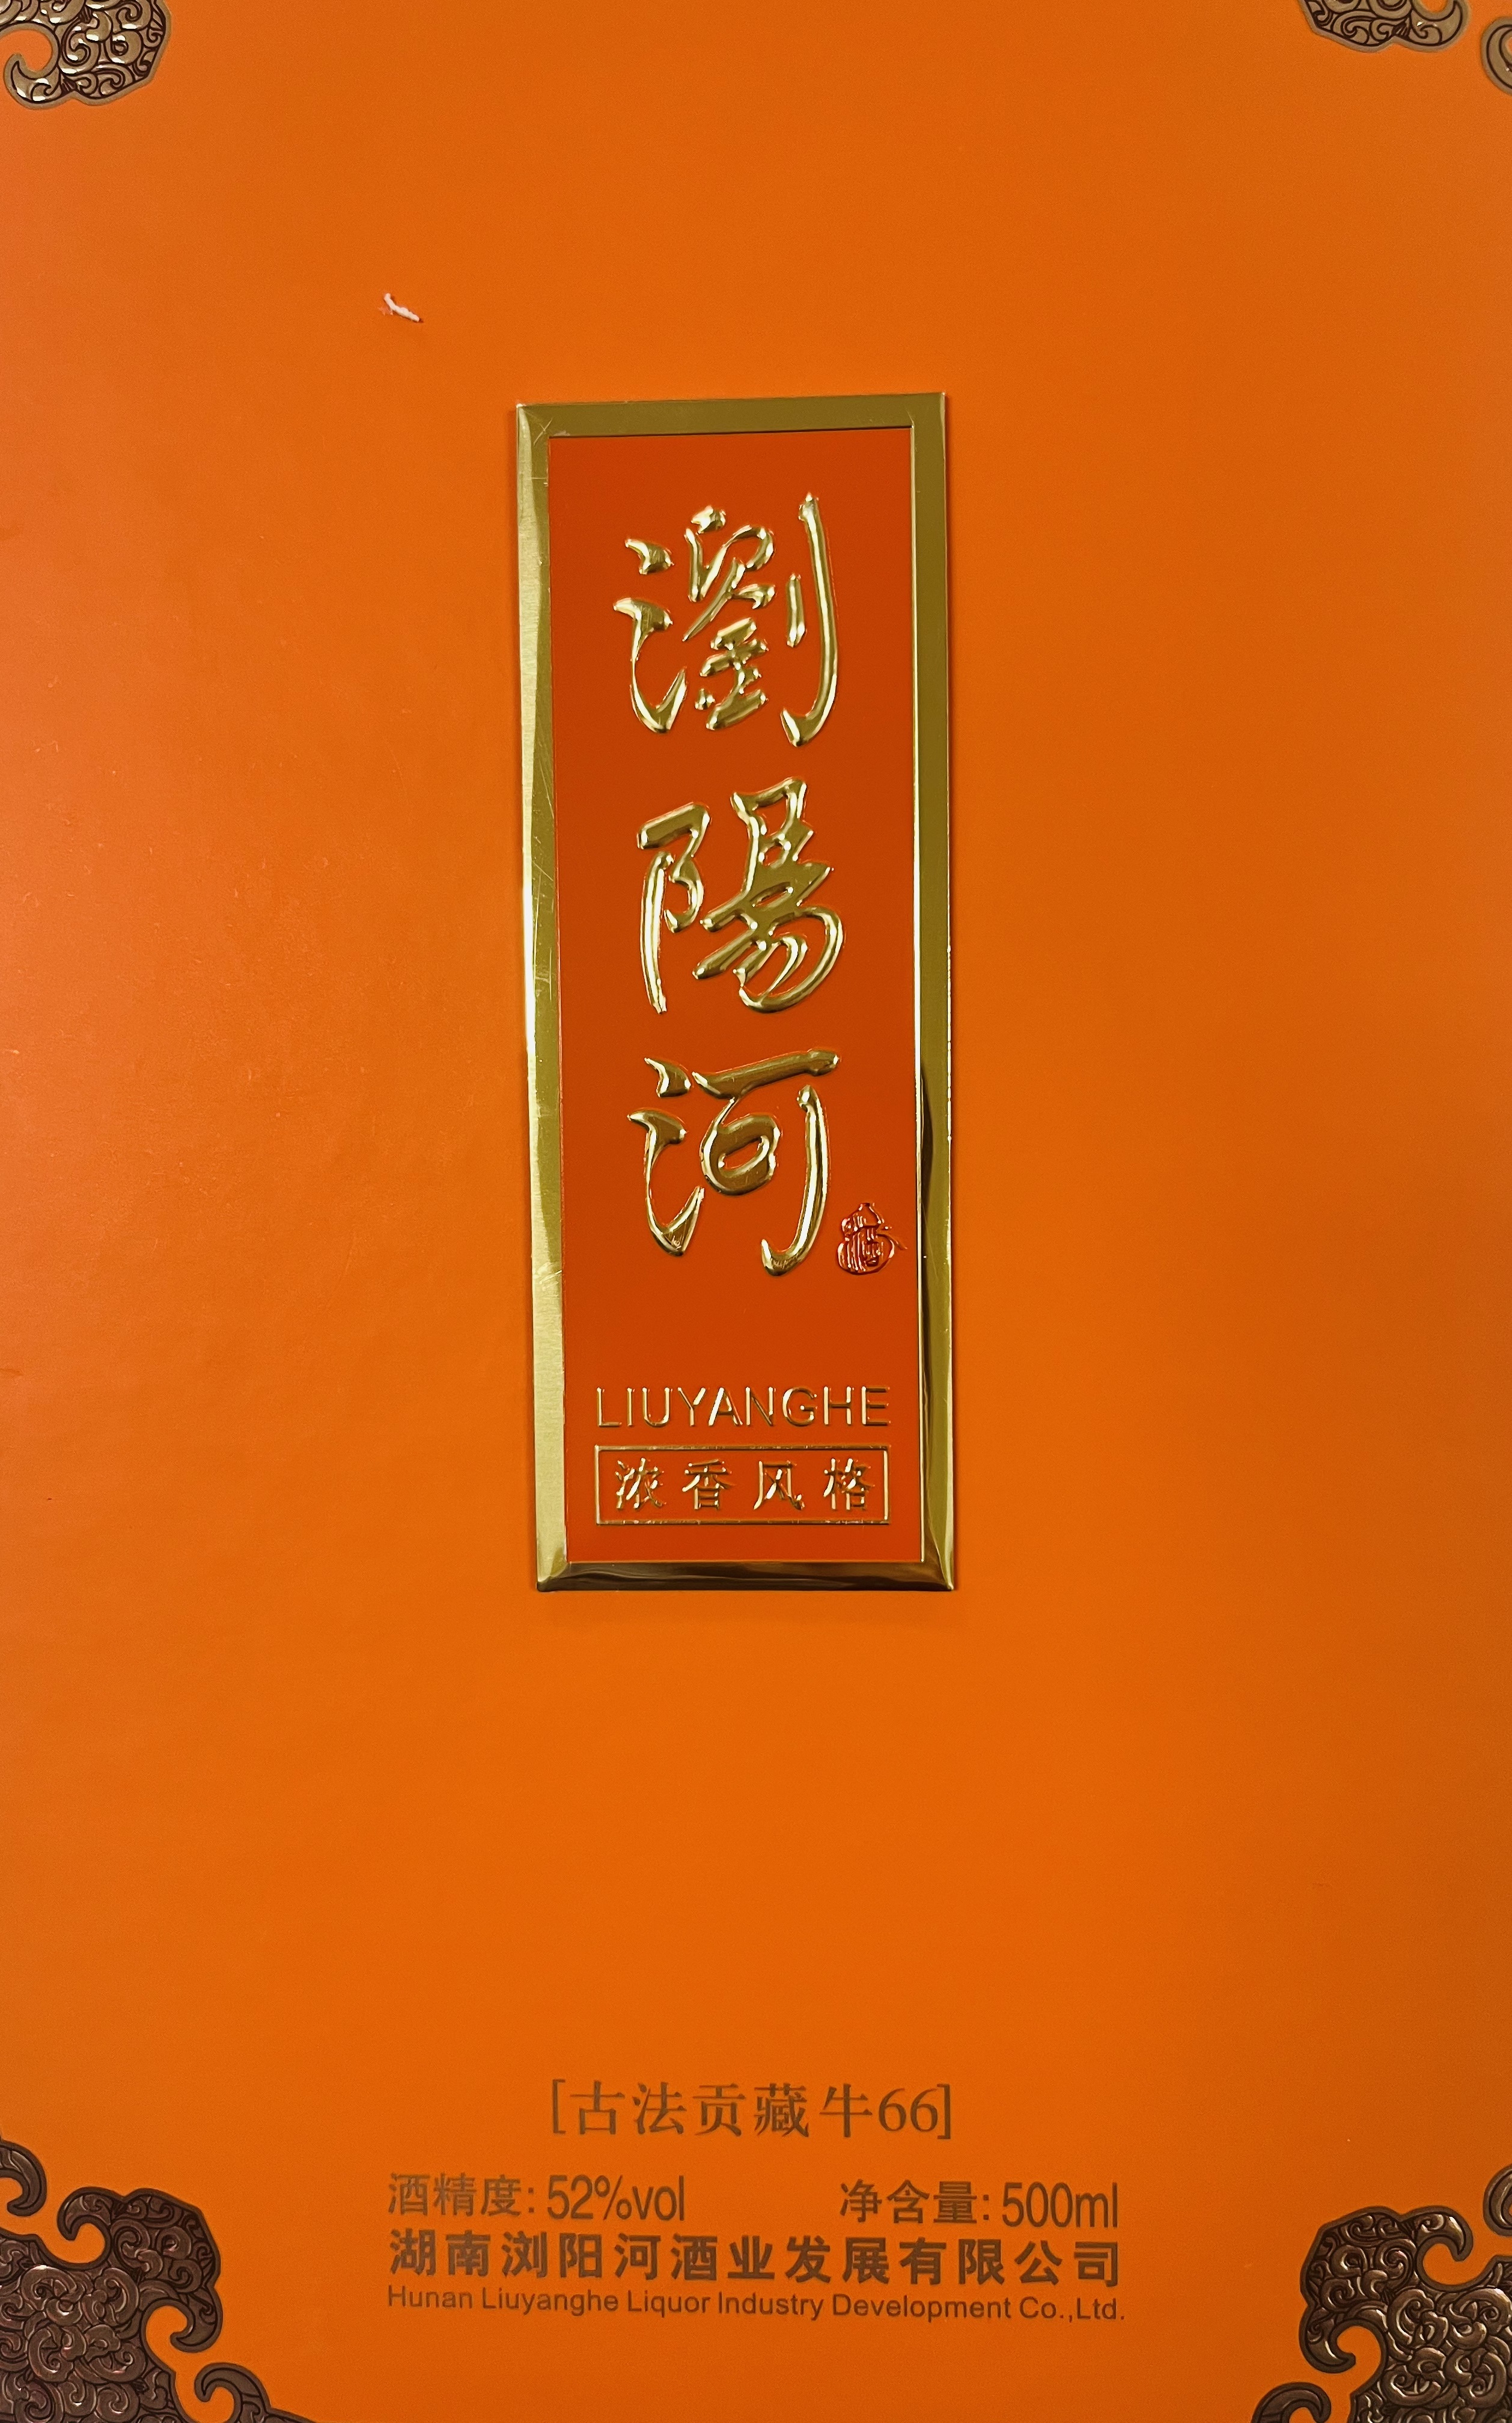 瀏陽河
酒
LIUYANGHE
浓香风格
[古法贡藏牛66]
酒精度:52%vol 净含量:500ml
湖南浏阳河酒业发展有限公司
Hunan Liuyanghe Liquor Industry Development Co.,Ltd.